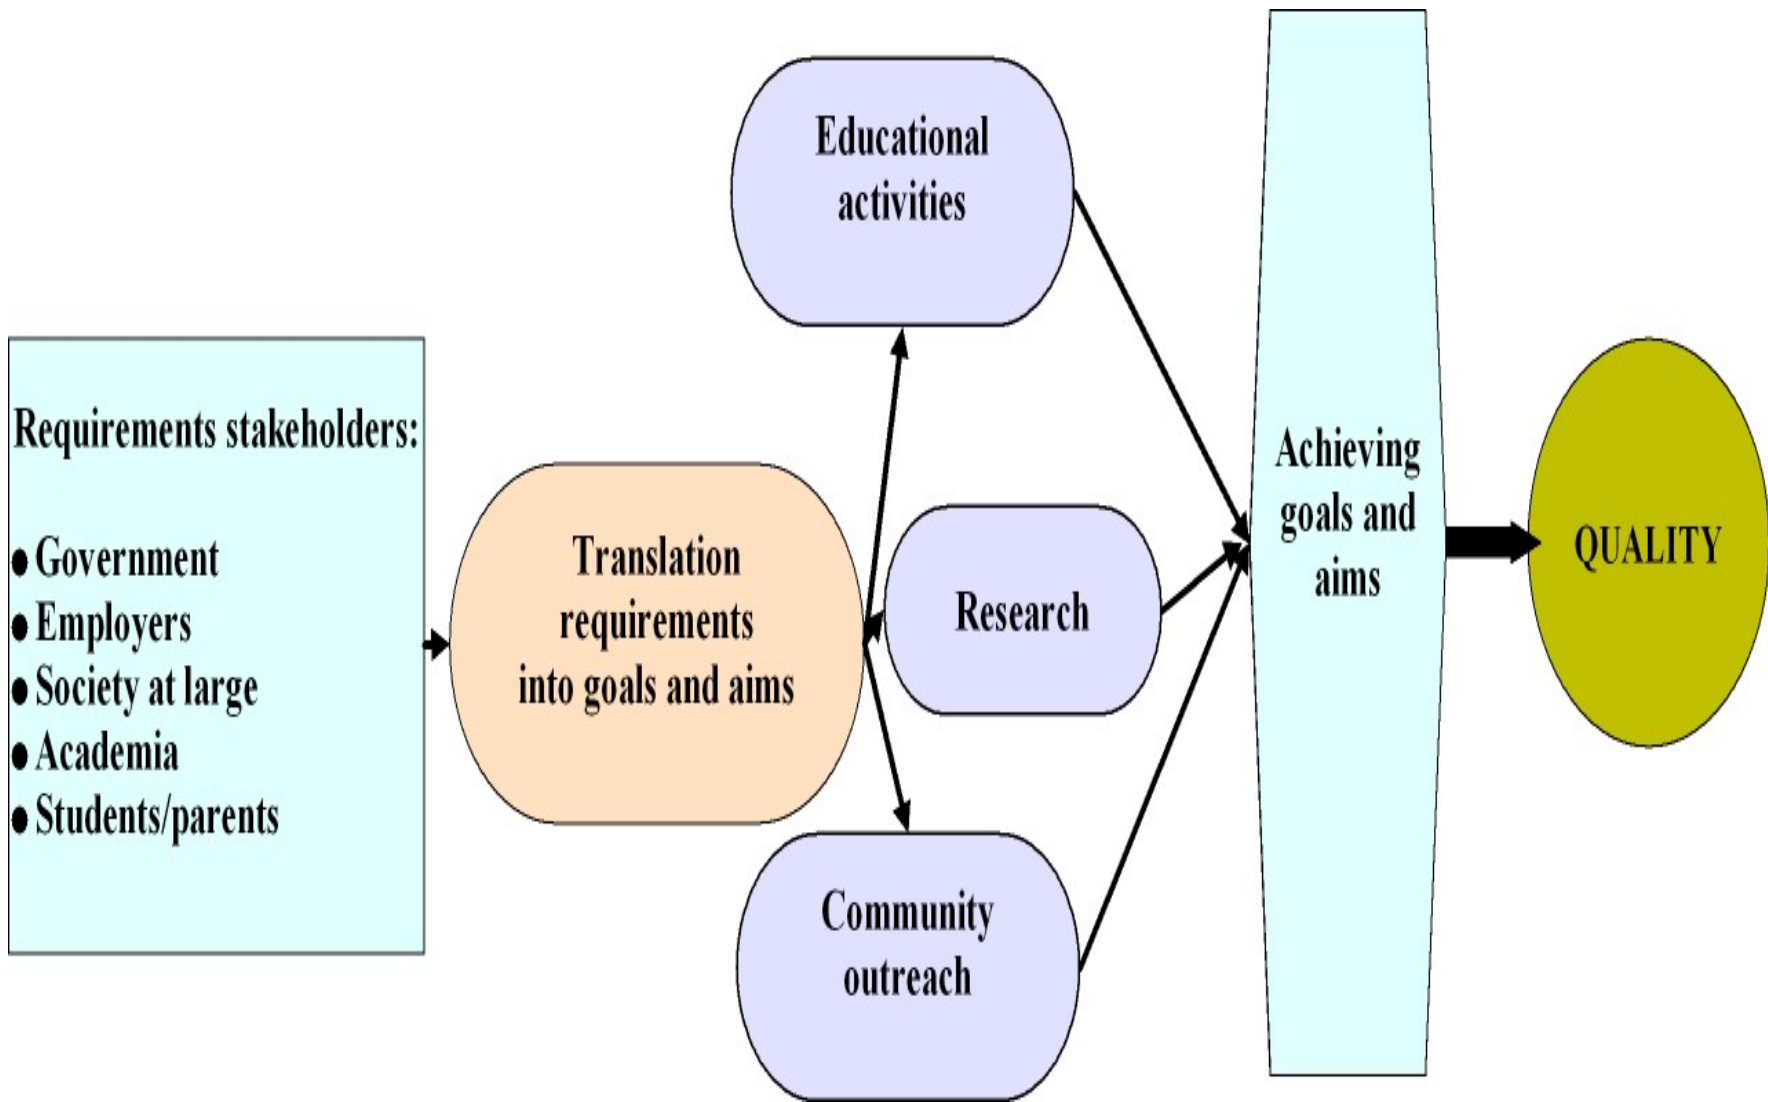 Requirements stakeholders:
● Government
● Employers
● Society at large
● Academia
● Students/parents
Translation
requirements
into goals and aims
Educational
activities
Research
Community
outreach
Achieving
goals and
aims
QUALITY